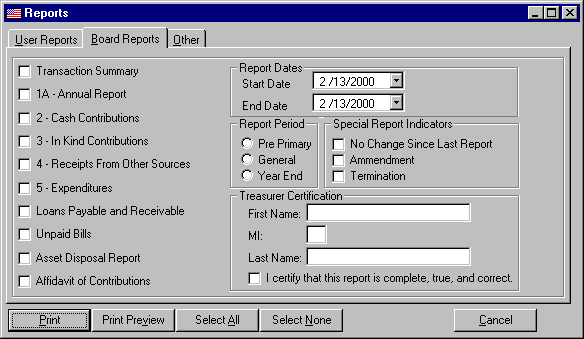 Reports
User Reports
Board Reports
Other
Transaction Summary
1A - Annual Report
2 - Cash Contributions
3 - In Kind Contributions
4 - Receipts From Other Sources
5 - Expenditures
Loans Payable and Receivable
Unpaid Bills
Asset Disposal Report
Affidavit of Contributions
Report Dates
Start Date 2 /13/2000
End Date 2 /13/2000
Report Period
Pre Primary
General
Year End
Special Report Indicators
No Change Since Last Report
Ammendment
Termination
Treasurer Certification
First Name:
MI:
Last Name:
I certify that this report is complete, true, and correct.
Print
Print Preview
Select All
Select None
Cancel